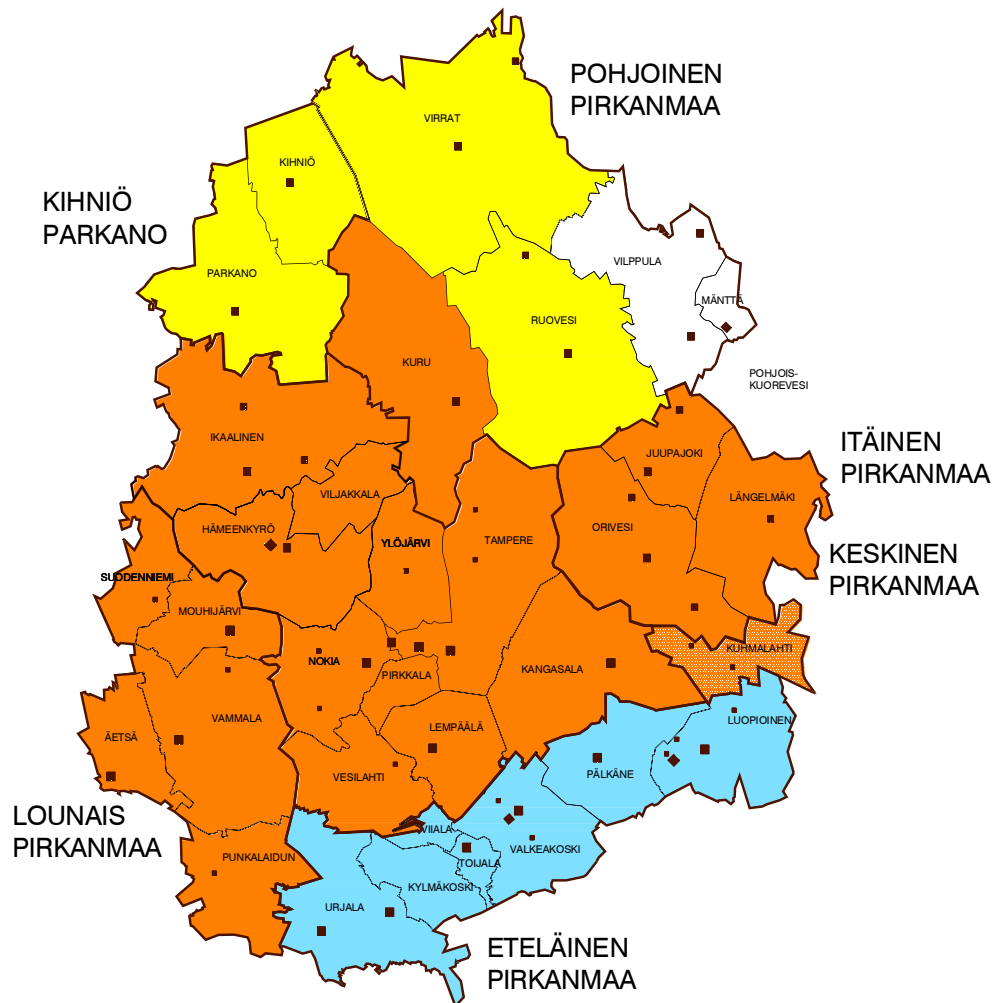 POHJOINEN
PIRKANMAA
VIRRAT
KIHNIÖ
KIHNIÖ
PARKANO
VILPPULA
PARKANO
MÄNTTÄ
RUOVESI
KURU
POHJOIS-
KUOREVESI
IKAALINEN
ITÄINEN
PIRKANMAA
JUUPAJOKI
VILJAKKALA
LÄNGELMÄKI
HÄMEENKYRÖ
ORIVESI
YLÖJÄRVI
TAMPERE
KESKINEN
PIRKANMAA
SUODENNIEMI
MOUHIJÄRVI
KUHMALAHTI
NOKIA
KANGASALA
PIRKKALA
VAMMALA
LUOPIOINEN
LEMPÄÄLÄ
ÄETSÄ
VESILAHTI
PÄLKÄNE
LOUNAIS
PIRKANMAA
VIIALA
VALKEAKOSKI
PUNKALAIDUN
TOIJALA
KYLMÄKOSKI
URJALA
ETELÄINEN
PIRKANMAA